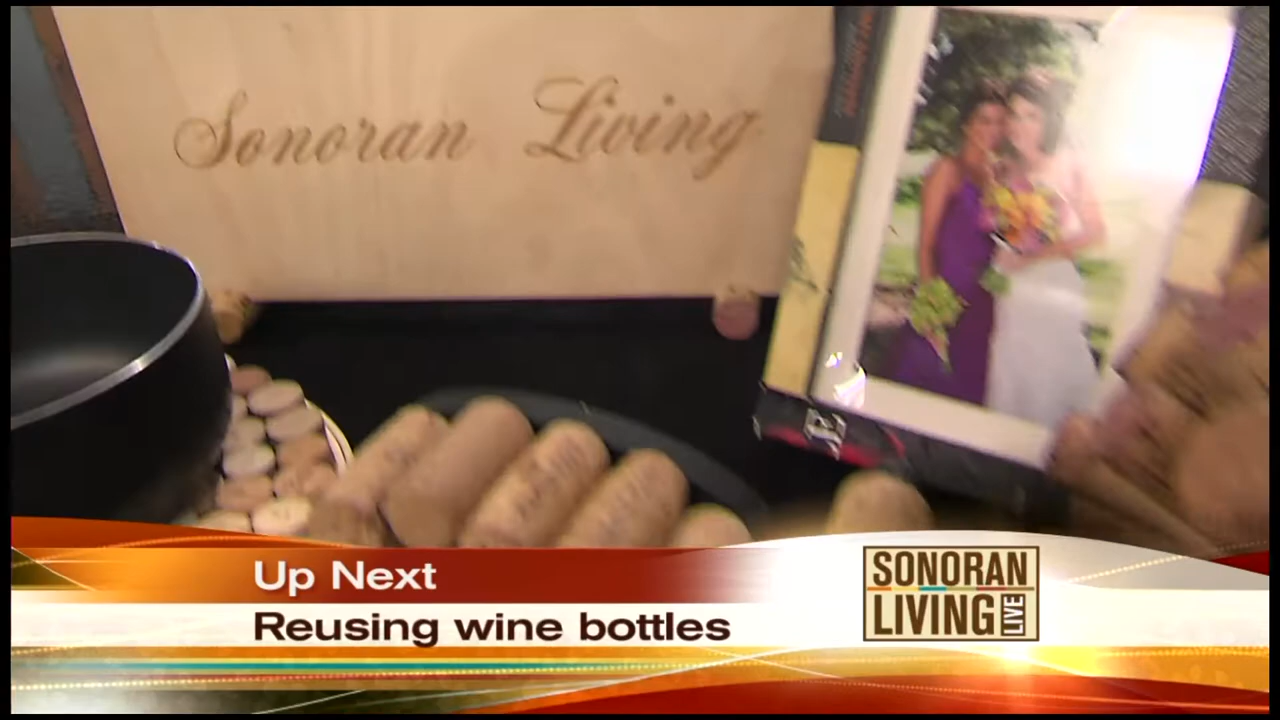 Sonoran Living
Up Next
Reusing wine bottles
SONORAN
LIVING
LIVE